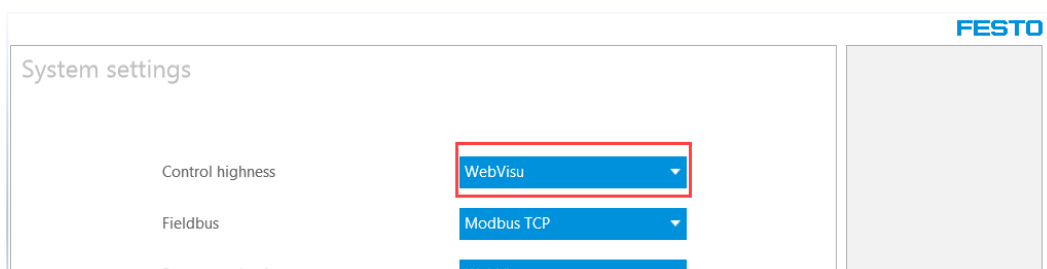 FESTO
System settings
Control highness
WebVisu
Fieldbus
Modbus TCP